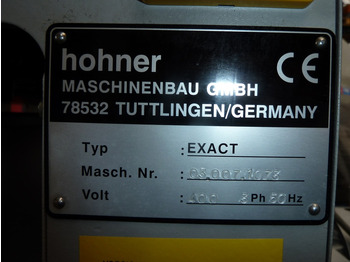 hohner
CE
MASCHINENBAU GMBH
78532 TUTTLINGEN/GERMANY
Typ :EXACT
Masch. Nr. :
Volt : Ph Hz